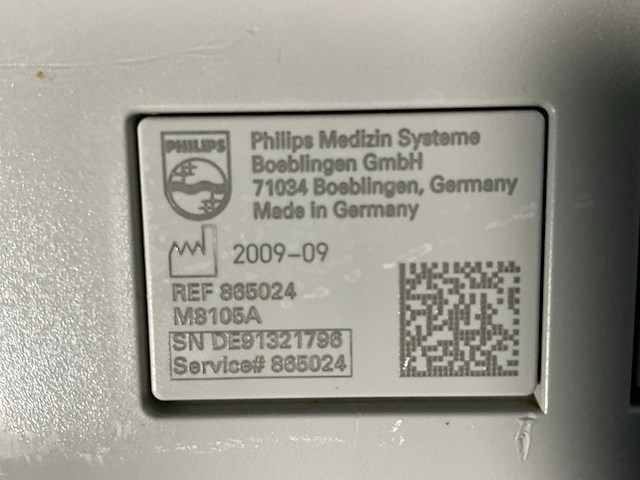 PHILIPS
Philips Medizin Systeme
Boeblingen GmbH
71034 Boeblingen, Germany
Made in Germany
2009-09
REF 865024
M8105A
SN DE91321796
Service# 865024